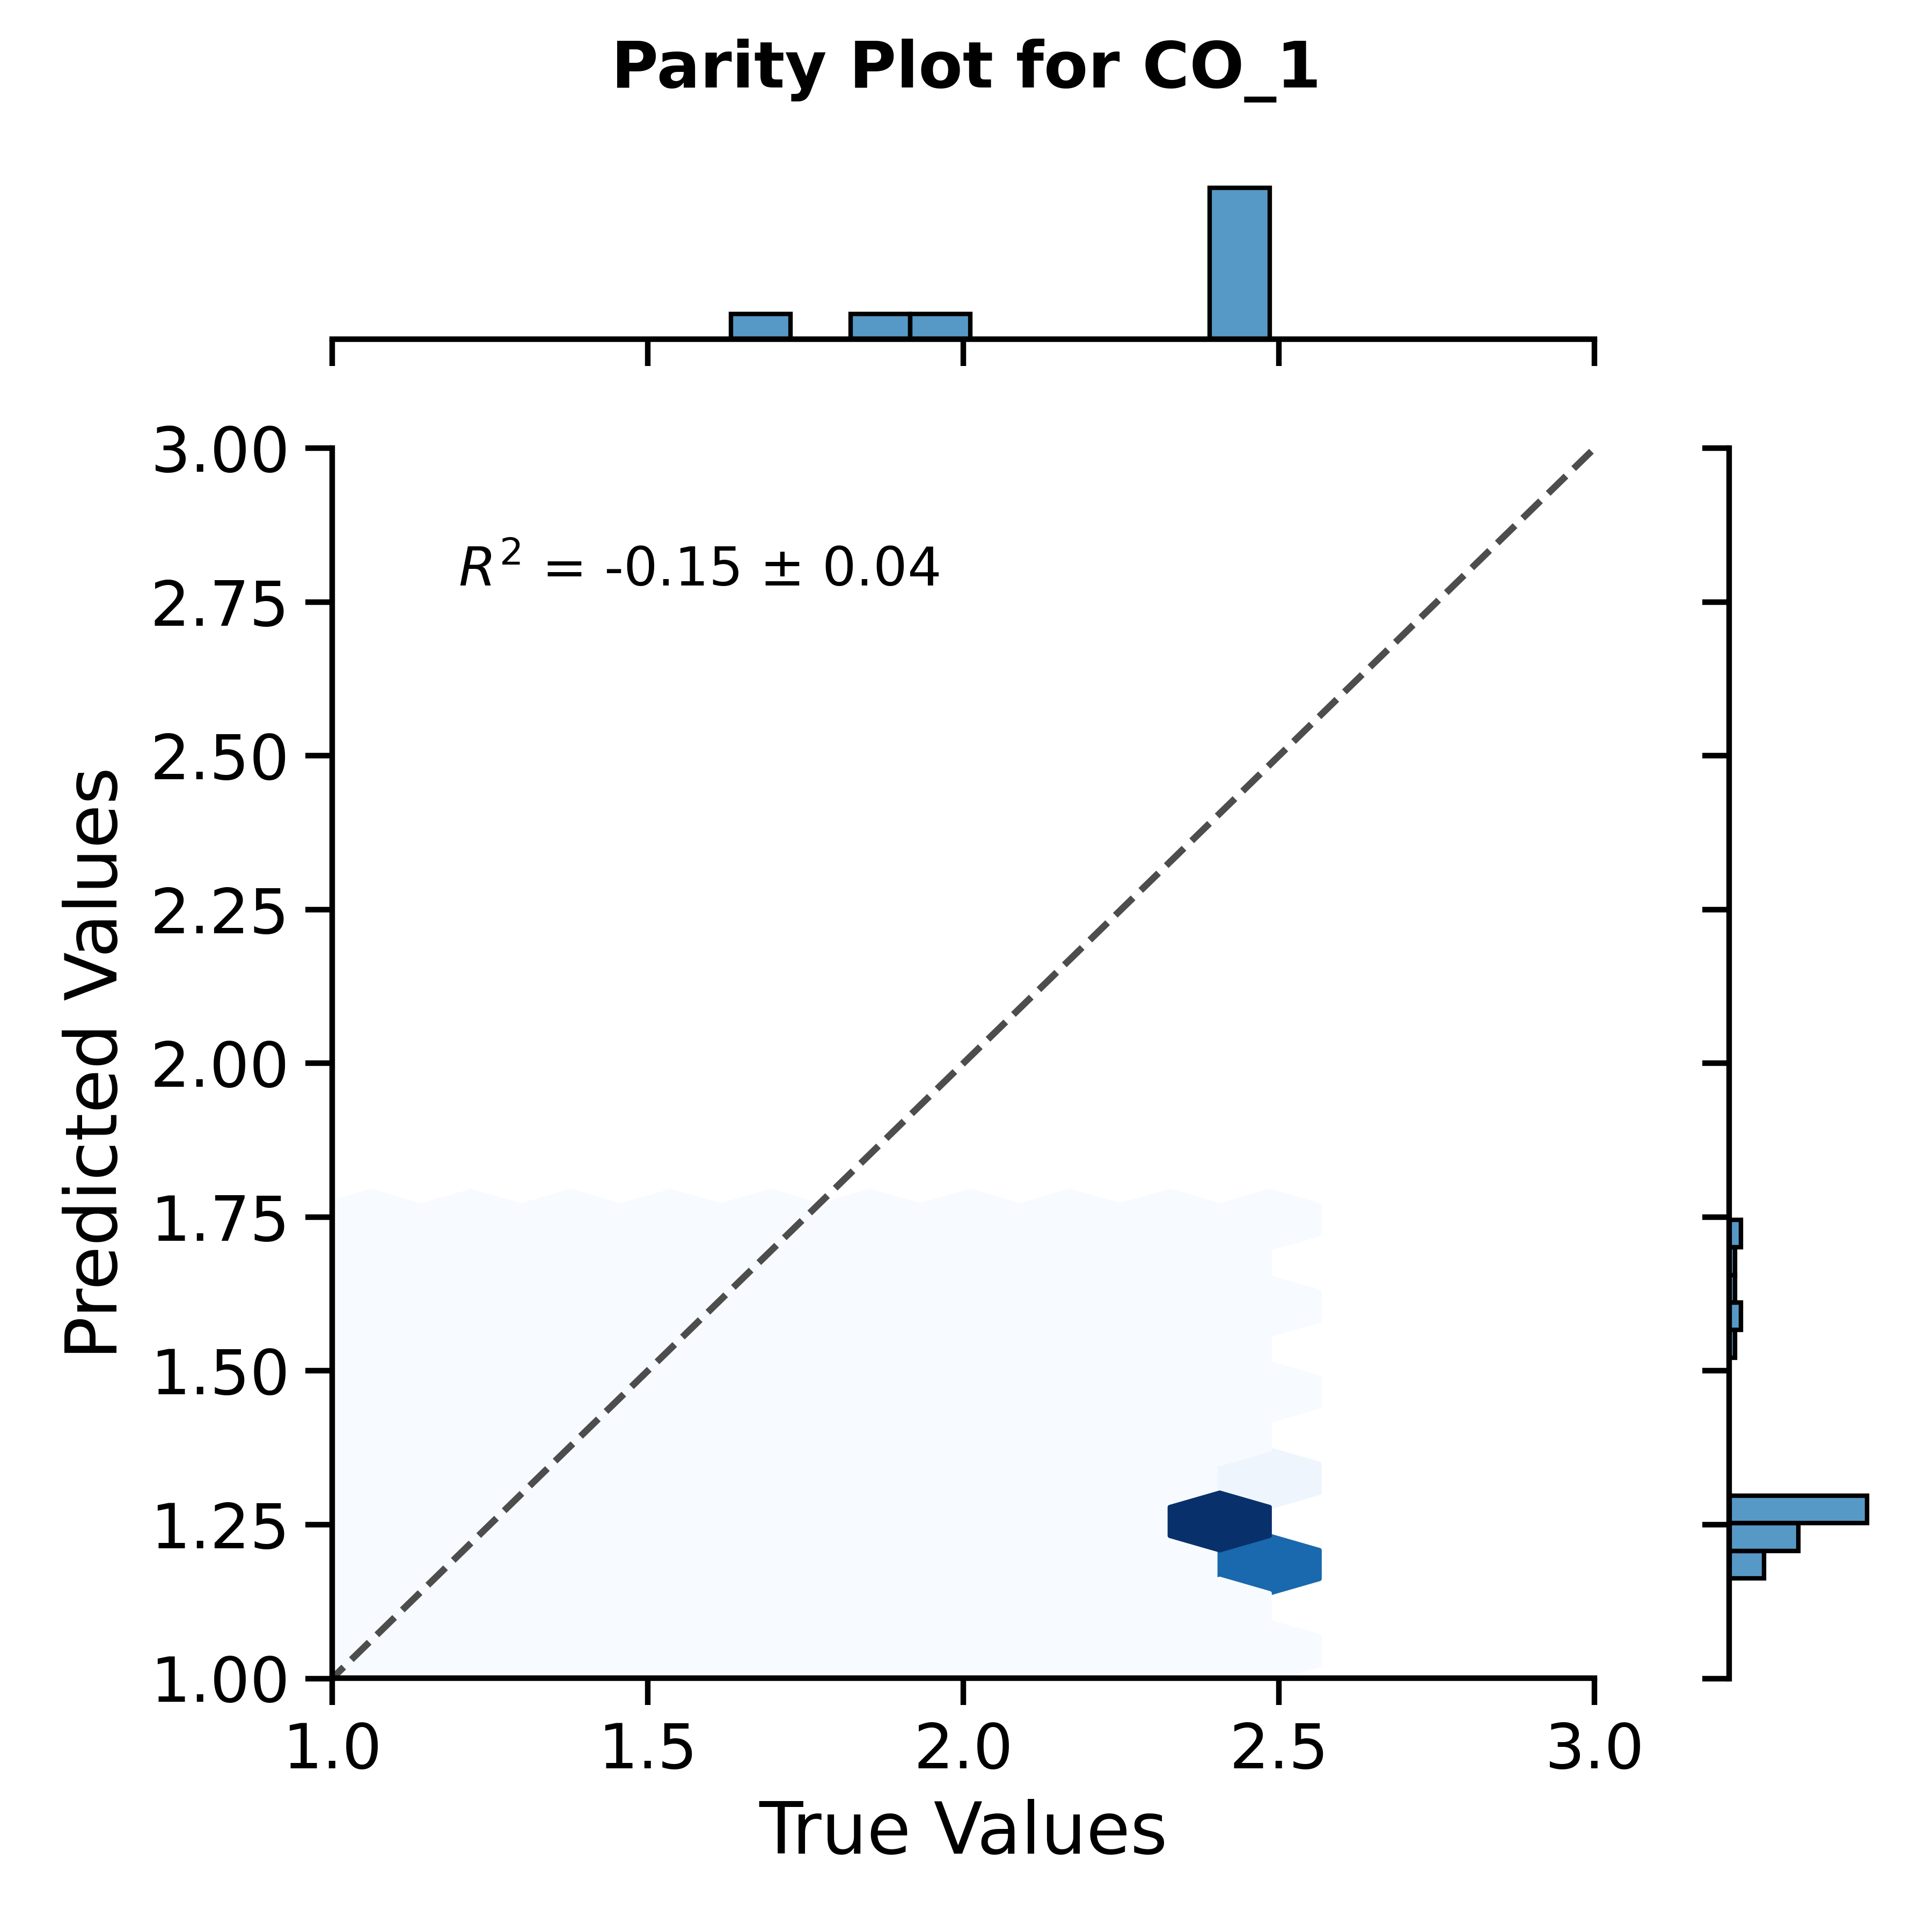 Parity Plot for CO_1
R² = -0.15 ± 0.04
Predicted Values
3.00
2.75
2.50
2.25
2.00
1.75
1.50
1.25
1.00
1.0 1.5 2.0 2.5 3.0
True Values